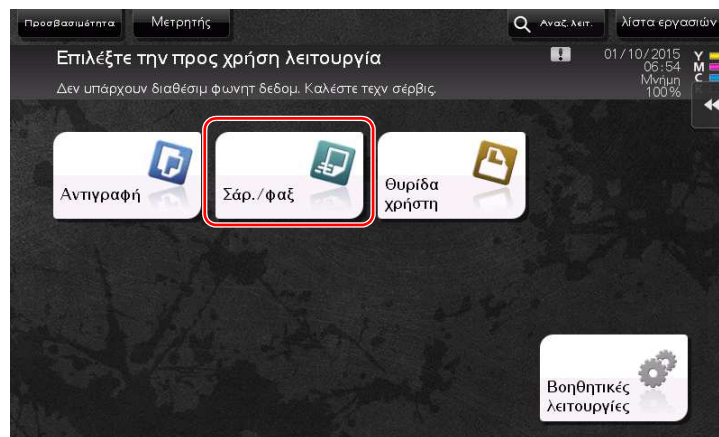 Προσβασιμότητα
Μετρητής
Αναζ. λειτ.
λίστα εργασιών
Επιλέξτε την προς χρήση λειτουργία
Δεν υπάρχουν διαθέσιμ φωνητ δεδομ. Καλέστε τεχν σέρβις.
01/10/2015
06:54
Μνήμη
100%
Y
M
C
K
Αντιγραφή
Σάρ./φαξ
Θυρίδα
χρήστη
Βοηθητικές
λειτουργίες